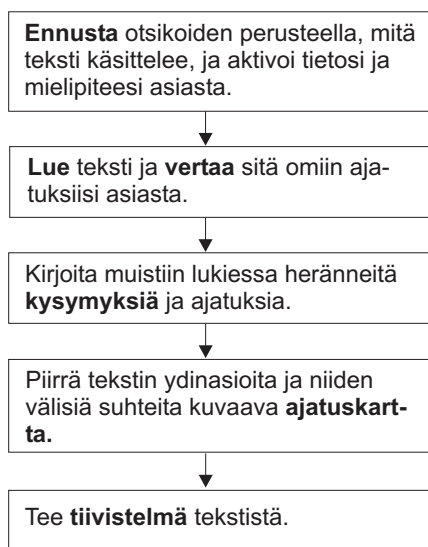 Ennusta otsikoiden perusteella, mitä
teksti käsittelee, ja aktivoi tietosi ja
mielipiteesi asiasta.
Lue teksti ja vertaa sitä omiin aja-
tuksiisi asiasta.
Kirjoita muistiin lukiessa heränneitä
kysymyksiä ja ajatuksia.
Piirrä tekstin ydinasioita ja niiden
välisiä suhteita kuvaava ajatuskart-
ta.
Tee tiivistelmä tekstistä.